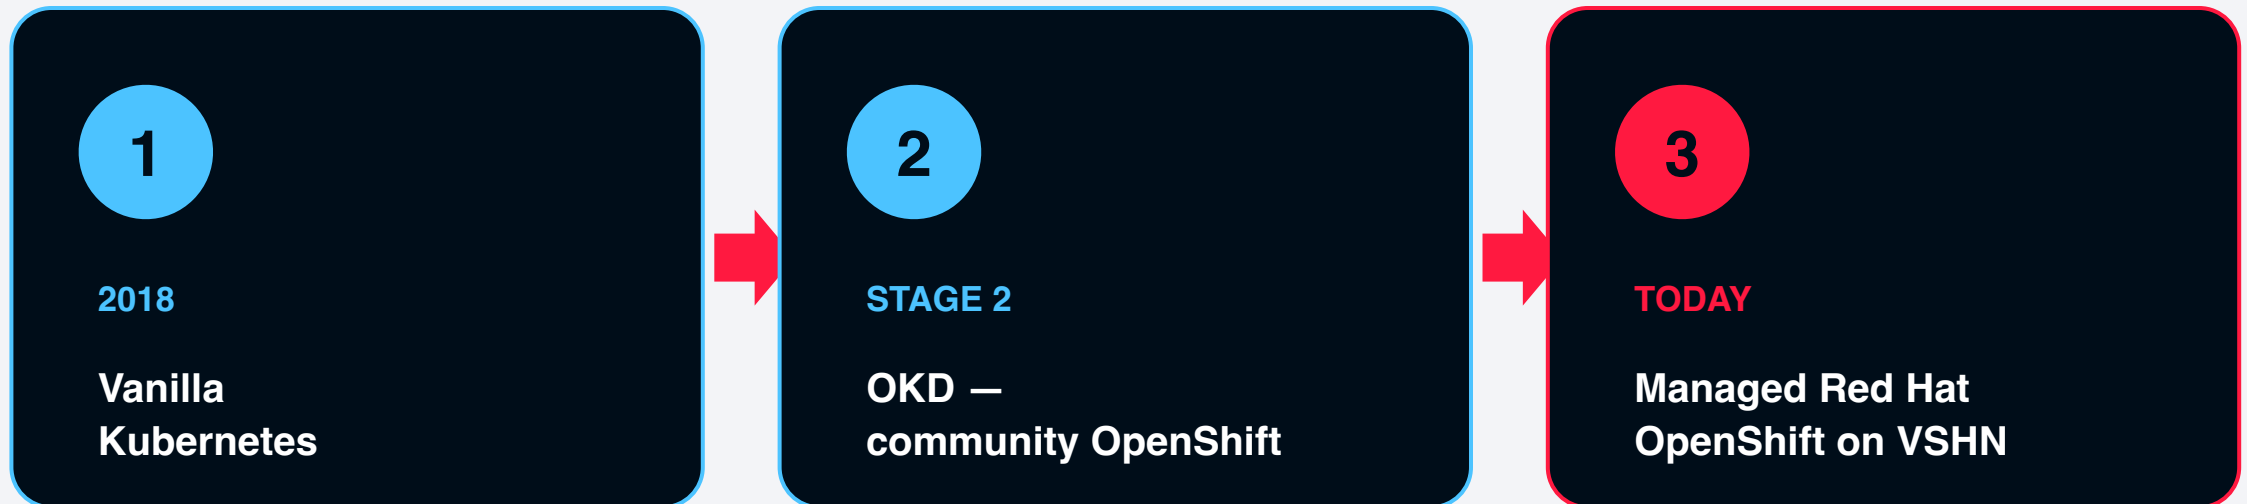 1
2018
Vanilla
Kubernetes
2
STAGE 2
OKD —
community OpenShift
3
TODAY
Managed Red Hat
OpenShift on VSHN